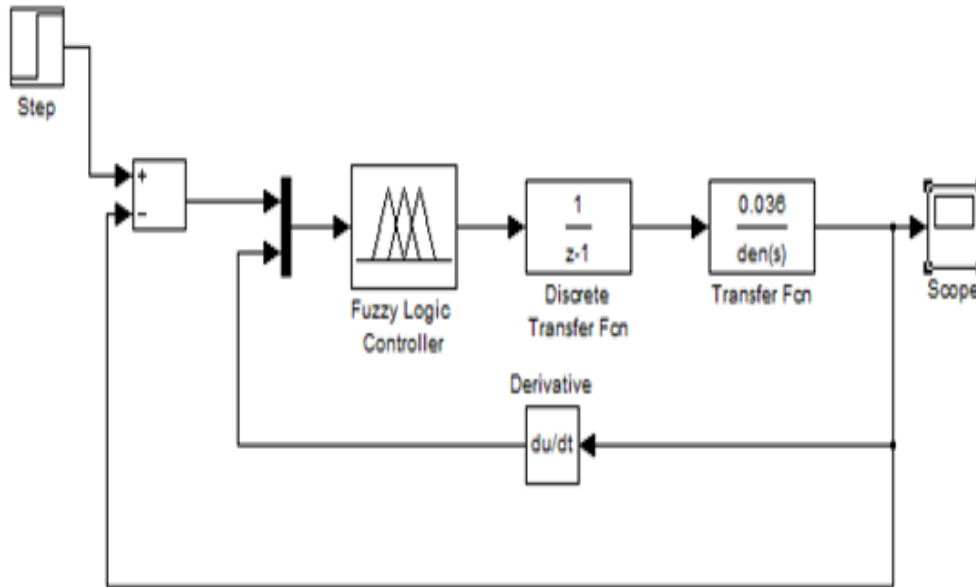 Step
+
−
Fuzzy Logic
Controller
1
z-1
Discrete
Transfer Fcn
0.036
den(s)
Transfer Fcn
Scope
Derivative
du/dt